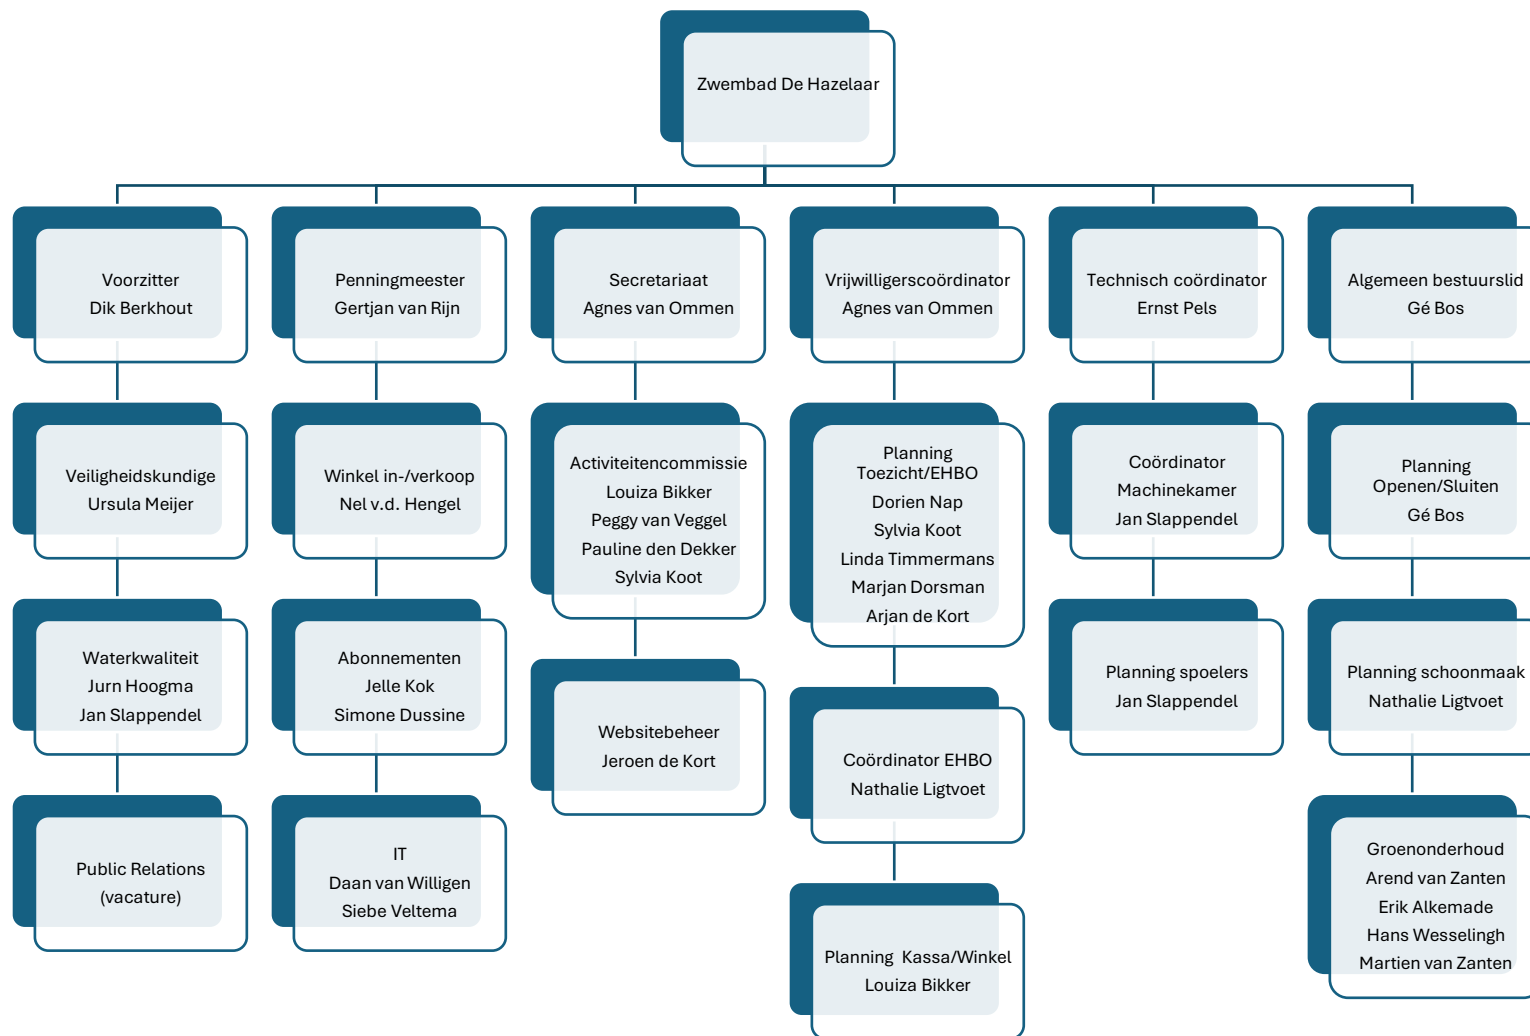 Zwembad De Hazelaar
Voorzitter
Dik Berkhout
Penningmeester
Gertjan van Rijn
Secretariaat
Agnes van Ommen
Vrijwilligerscoördinator
Agnes van Ommen
Technisch coördinator
Ernst Pels
Algemeen bestuurslid
Gé Bos
Veiligheidskundige
Ursula Meijer
Winkel in-/verkoop
Nel v.d. Hengel
Activiteitencommissie
Louiza Bikker
Peggy van Veggel
Pauline den Dekker
Sylvia Koot
Planning
Toezicht/EHBO
Dorien Nap
Sylvia Koot
Linda Timmermans
Marjan Dorsman
Arjan de Kort
Coördinator
Machinekamer
Jan Slappendel
Planning
Openen/Sluiten
Gé Bos
Waterkwaliteit
Jurn Hoogma
Jan Slappendel
Abonnementen
Jelle Kok
Simone Dussine
Websitebeheer
Jeroen de Kort
Coördinator EHBO
Nathalie Ligtvoet
Planning spoelers
Jan Slappendel
Planning schoonmaak
Nathalie Ligtvoet
Public Relations
(vacature)
IT
Daan van Willigen
Siebe Veltema
Planning  Kassa/Winkel
Louiza Bikker
Groenonderhoud
Arend van Zanten
Erik Alkemade
Hans Wesselingh
Martien van Zanten